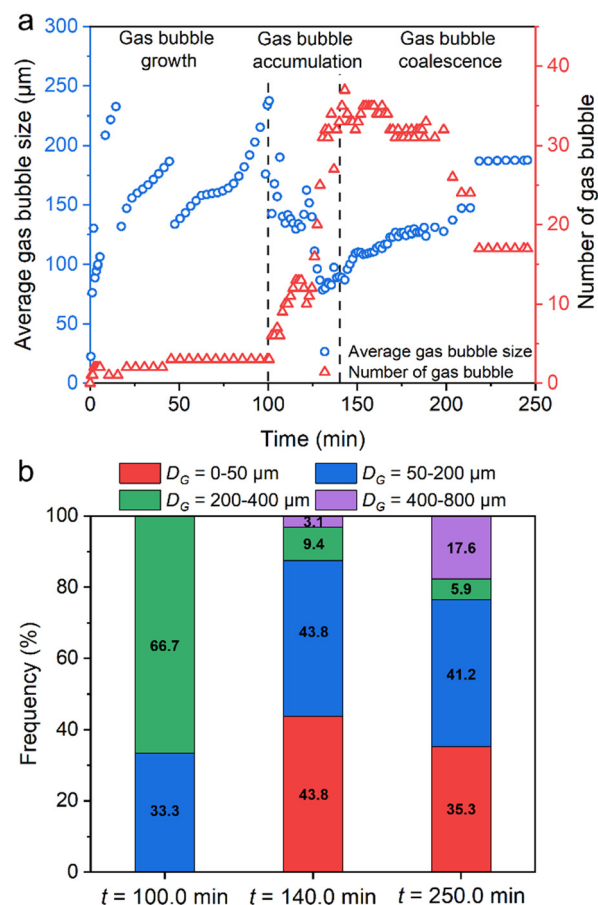 a
Gas bubble growth
Gas bubble accumulation
Gas bubble coalescence
300
250
200
150
100
50
0
Average gas bubble size (μm)
40
30
20
10
0
Number of gas bubble
Average gas bubble size
Number of gas bubble
0 50 100 150 200 250
Time (min)
b
D_G = 0-50 μm D_G = 50-200 μm
D_G = 200-400 μm D_G = 400-800 μm
100
80
60
40
20
0
Frequency (%)
66.7
33.3
3.1
9.4
43.8
43.8
17.6
5.9
41.2
35.3
t = 100.0 min t = 140.0 min t = 250.0 min